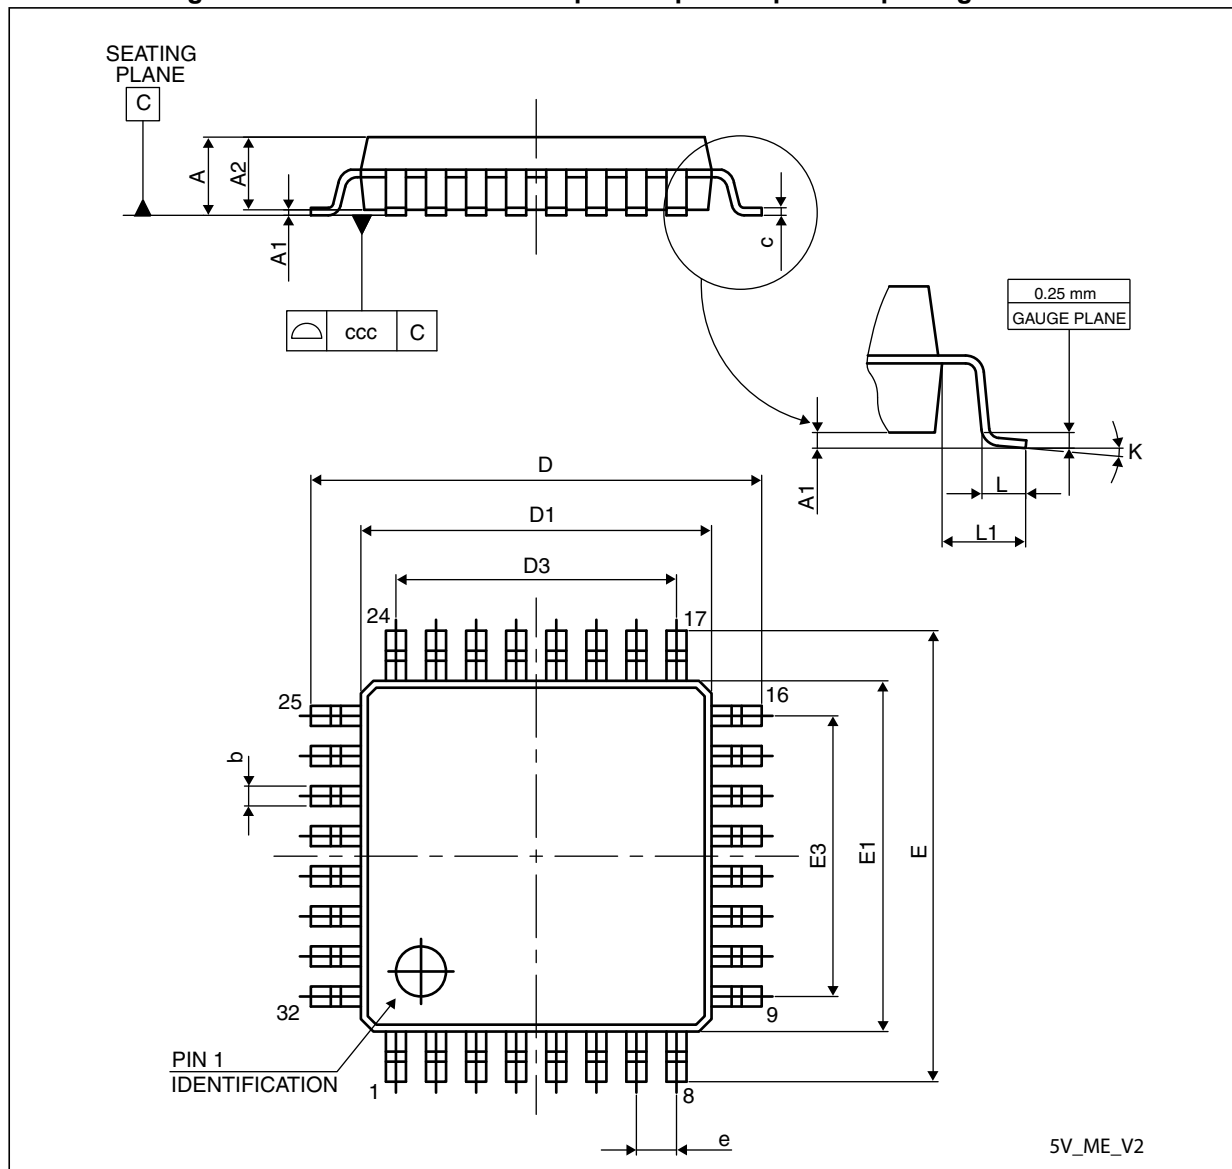 SEATING
PLANE
C
A
A2
A1
c
ccc
C
0.25 mm
GAUGE PLANE
A1
K
L
L1
D
D1
D3
24
17
25
16
b
E3
E1
E
32
9
PIN 1
IDENTIFICATION
1
8
e
5V_ME_V2